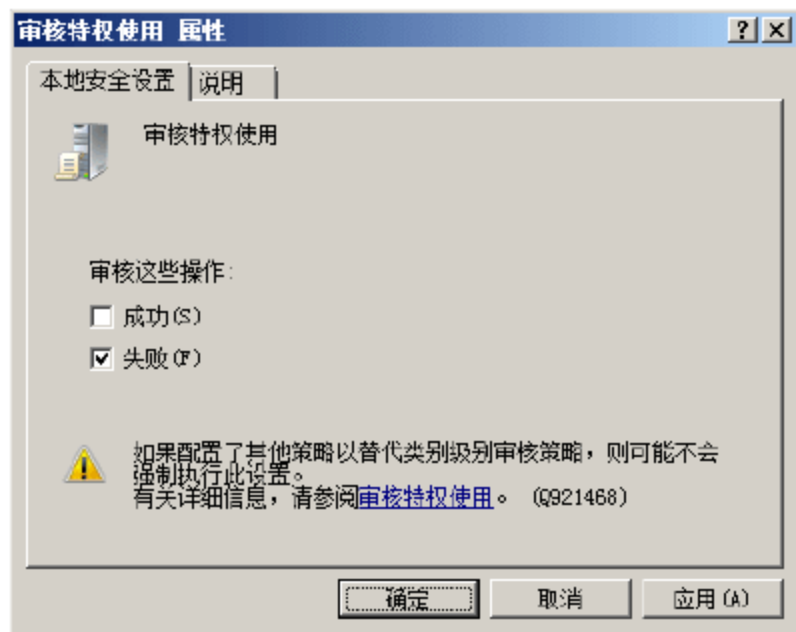 审核特权使用 属性
本地安全设置
说明
审核特权使用
审核这些操作:
成功(S)
失败(F)
如果配置了其他策略以替代类别级别审核策略，则可能不会
强制执行此设置。
有关详细信息，请参阅审核特权使用。 (Q921468)
确定
取消
应用(A)